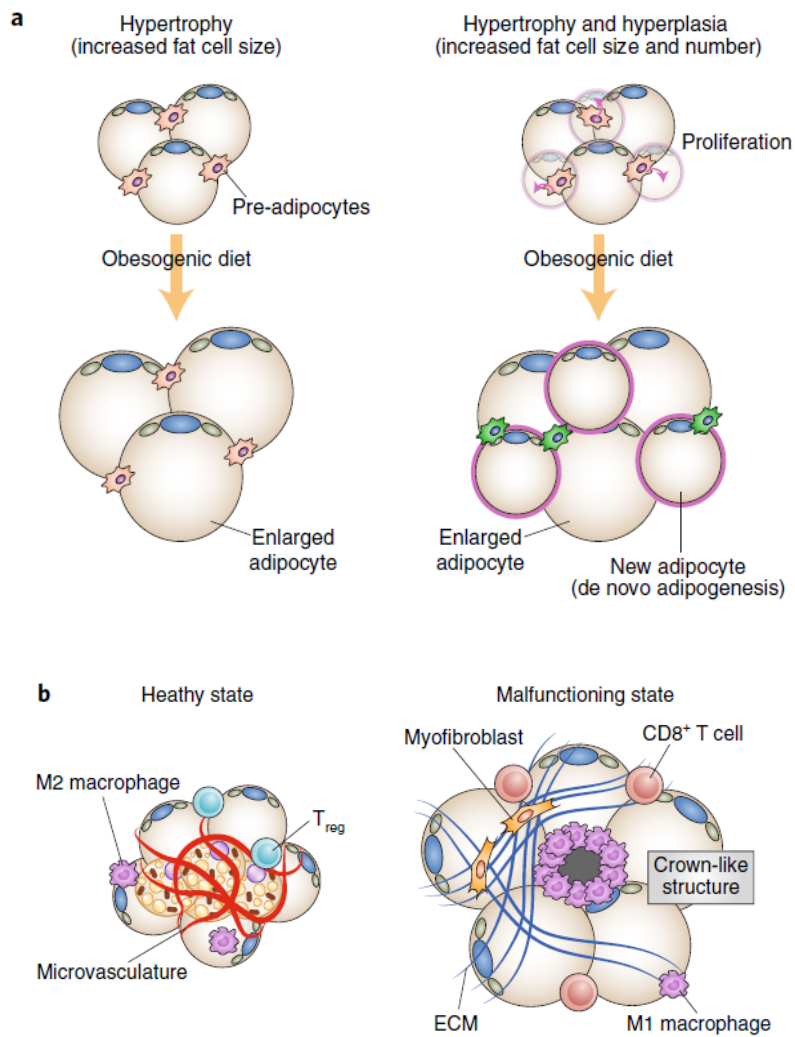 a
Hypertrophy
(increased fat cell size)
Hypertrophy and hyperplasia
(increased fat cell size and number)
Proliferation
Pre-adipocytes
Obesogenic diet
Obesogenic diet
Enlarged
adipocyte
Enlarged
adipocyte
New adipocyte
(de novo adipogenesis)
b
Heathy state
Malfunctioning state
M2 macrophage
Treg
Microvasculature
Myofibroblast
CD8+ T cell
Crown-like
structure
ECM
M1 macrophage